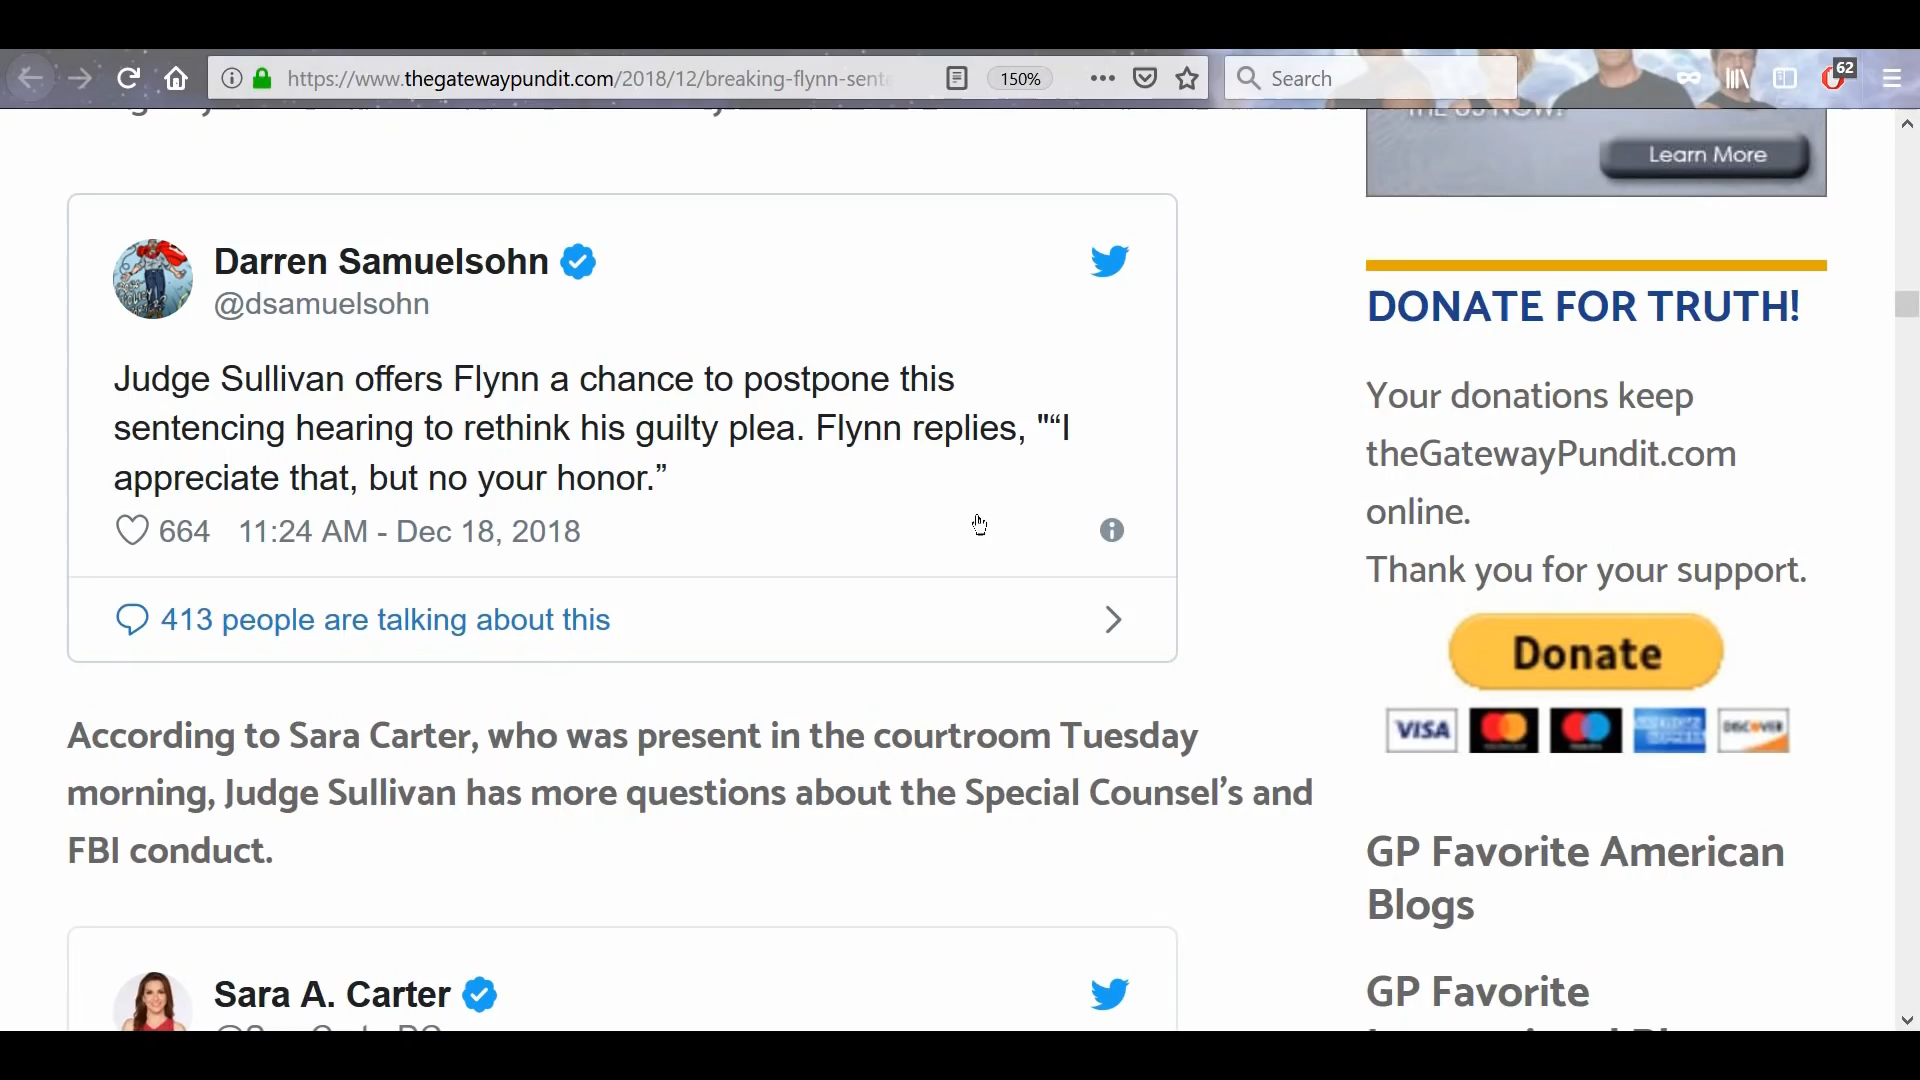 https://www.thegatewaypundit.com/2018/12/breaking-flynn-sente
150%
Search
62
Learn More
Darren Samuelsohn
@dsamuelsohn
Judge Sullivan offers Flynn a chance to postpone this
sentencing hearing to rethink his guilty plea. Flynn replies, "“I
appreciate that, but no your honor.”
664 11:24 AM - Dec 18, 2018
413 people are talking about this
According to Sara Carter, who was present in the courtroom Tuesday
morning, Judge Sullivan has more questions about the Special Counsel’s and
FBI conduct.
Sara A. Carter
DONATE FOR TRUTH!
Your donations keep
theGatewayPundit.com
online.
Thank you for your support.
Donate
VISA
AMERICAN EXPRESS
DISCOVER
GP Favorite American
Blogs
GP Favorite